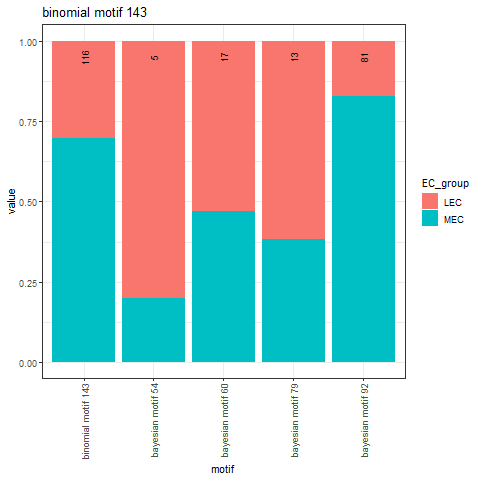 binomial motif 143
1.00
0.75
0.50
0.25
0.00
value
116
5
17
13
81
binomial motif 143
bayesian motif 54
bayesian motif 60
bayesian motif 79
bayesian motif 92
motif
EC_group
LEC
MEC